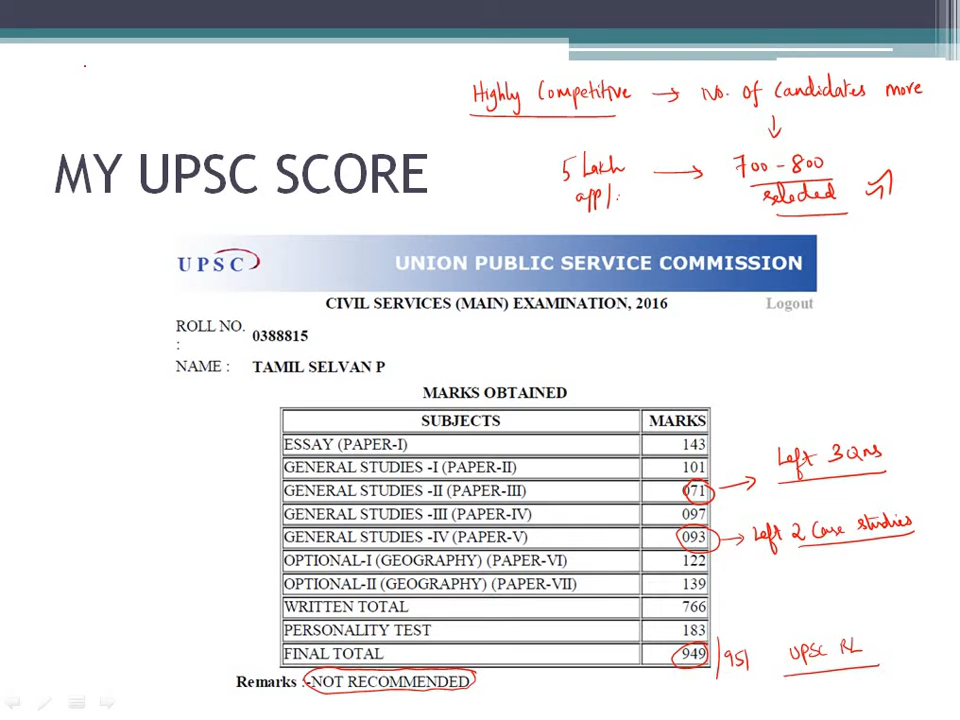 Highly Competitive → No. of Candidates more
↓
MY UPSC SCORE
5 Lakh appl. → 700 - 800 selected
UPSC
UNION PUBLIC SERVICE COMMISSION
CIVIL SERVICES (MAIN) EXAMINATION, 2016 Logout
ROLL NO. : 0388815
NAME : TAMIL SELVAN P
MARKS OBTAINED
SUBJECTS MARKS
ESSAY (PAPER-I) 143
GENERAL STUDIES -I (PAPER-II) 101
GENERAL STUDIES -II (PAPER-III) 071 → Left 3 Qns
GENERAL STUDIES -III (PAPER-IV) 097
GENERAL STUDIES -IV (PAPER-V) 093 → Left 2 Case studies
OPTIONAL-I (GEOGRAPHY) (PAPER-VI) 122
OPTIONAL-II (GEOGRAPHY) (PAPER-VII) 139
WRITTEN TOTAL 766
PERSONALITY TEST 183
FINAL TOTAL 949 /951 UPSC RL
Remarks :-NOT RECOMMENDED